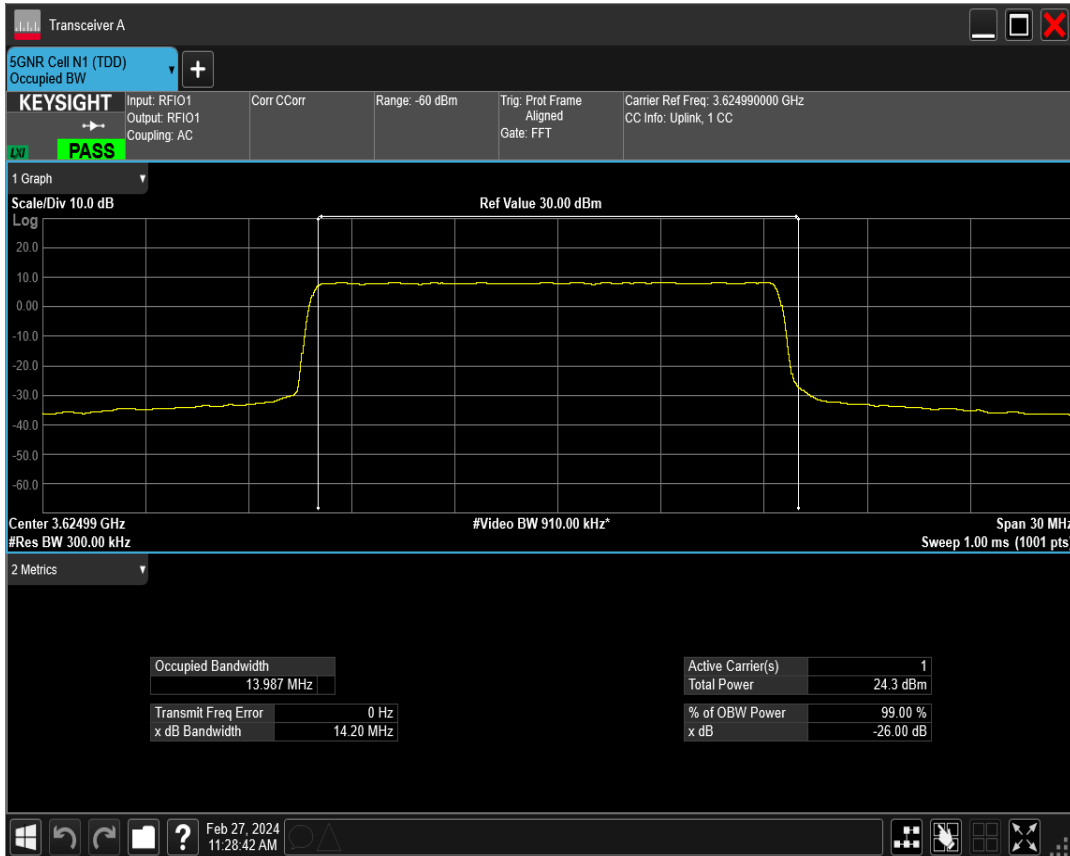 Transceiver A
5GNR Cell N1 (TDD)
Occupied BW
+
KEYSIGHT
LXI
PASS
Input: RFIO1
Output: RFIO1
Coupling: AC
Corr CCorr
Range: -60 dBm
Trig: Prot Frame
Aligned
Gate: FFT
Carrier Ref Freq: 3.624990000 GHz
CC Info: Uplink, 1 CC
1 Graph
Scale/Div 10.0 dB
Ref Value 30.00 dBm
Log
20.0
10.0
0.00
-10.0
-20.0
-30.0
-40.0
-50.0
-60.0
Center 3.62499 GHz
#Video BW 910.00 kHz*
Span 30 MHz
#Res BW 300.00 kHz
Sweep 1.00 ms (1001 pts)
2 Metrics
Occupied Bandwidth
13.987 MHz
Transmit Freq Error 0 Hz
x dB Bandwidth 14.20 MHz
Active Carrier(s) 1
Total Power 24.3 dBm
% of OBW Power 99.00 %
x dB -26.00 dB
?
Feb 27, 2024
11:28:42 AM